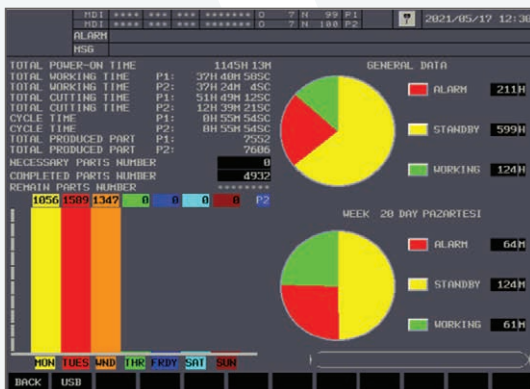 MDI **** *** *** *** O 7 N 99 P1
MDI **** *** *** *** O 7 N 100 P2
2021/05/17 12:30
ALARM
MSG
TOTAL POWER-ON TIME 1145H 13M
TOTAL WORKING TIME P1: 37H 40M 50SC
TOTAL WORKING TIME P2: 37H 24M 4SC
TOTAL CUTTING TIME P1: 51H 49M 12SC
TOTAL CUTTING TIME P2: 12H 39M 21SC
CYCLE TIME P1: 0H 55M 54SC
CYCLE TIME P2: 0H 55M 54SC
TOTAL PRODUCED PART P1: 7552
TOTAL PRODUCED PART P2: 7606
NECESSARY PARTS NUMBER 0
COMPLETED PARTS NUMBER 4932
REMAIN PARTS NUMBER ********
1056 1509 1347 0 0 0 0 P2
MON TUES WND THR FRDY SAT SUN
GENERAL DATA
ALARM 211H
STANDBY 599H
WORKING 124H
WEEK 20 DAY PAZARTESI
ALARM 64M
STANDBY 124M
WORKING 61M
BACK USB